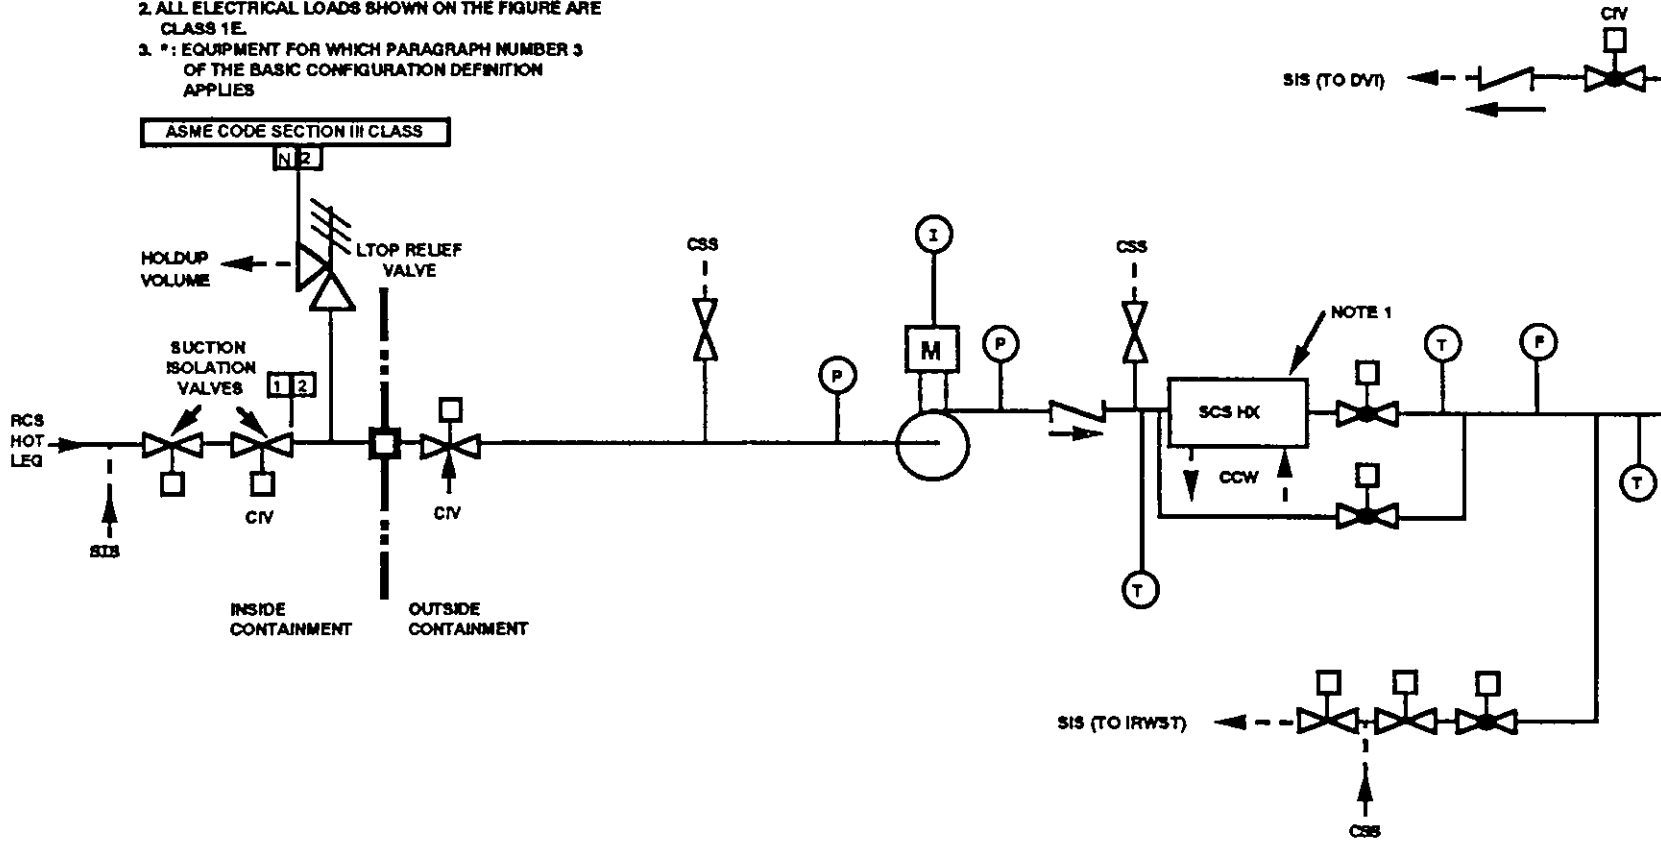 2. ALL ELECTRICAL LOADS SHOWN ON THE FIGURE ARE
CLASS 1E.
3. *: EQUIPMENT FOR WHICH PARAGRAPH NUMBER 3
OF THE BASIC CONFIGURATION DEFINITION
APPLIES
CIV
SIS (TO DVI)
ASME CODE SECTION III CLASS
N 2
HOLDUP
VOLUME
LTOP RELIEF
VALVE
CSS
I
CSS
NOTE 1
SUCTION
ISOLATION
VALVES
1 2
P
M
P
T
F
RCS
HOT
LEG
SCS HX
CCW
CIV
CIV
SIS
T
T
INSIDE
CONTAINMENT
OUTSIDE
CONTAINMENT
SIS (TO IRWST)
CSS